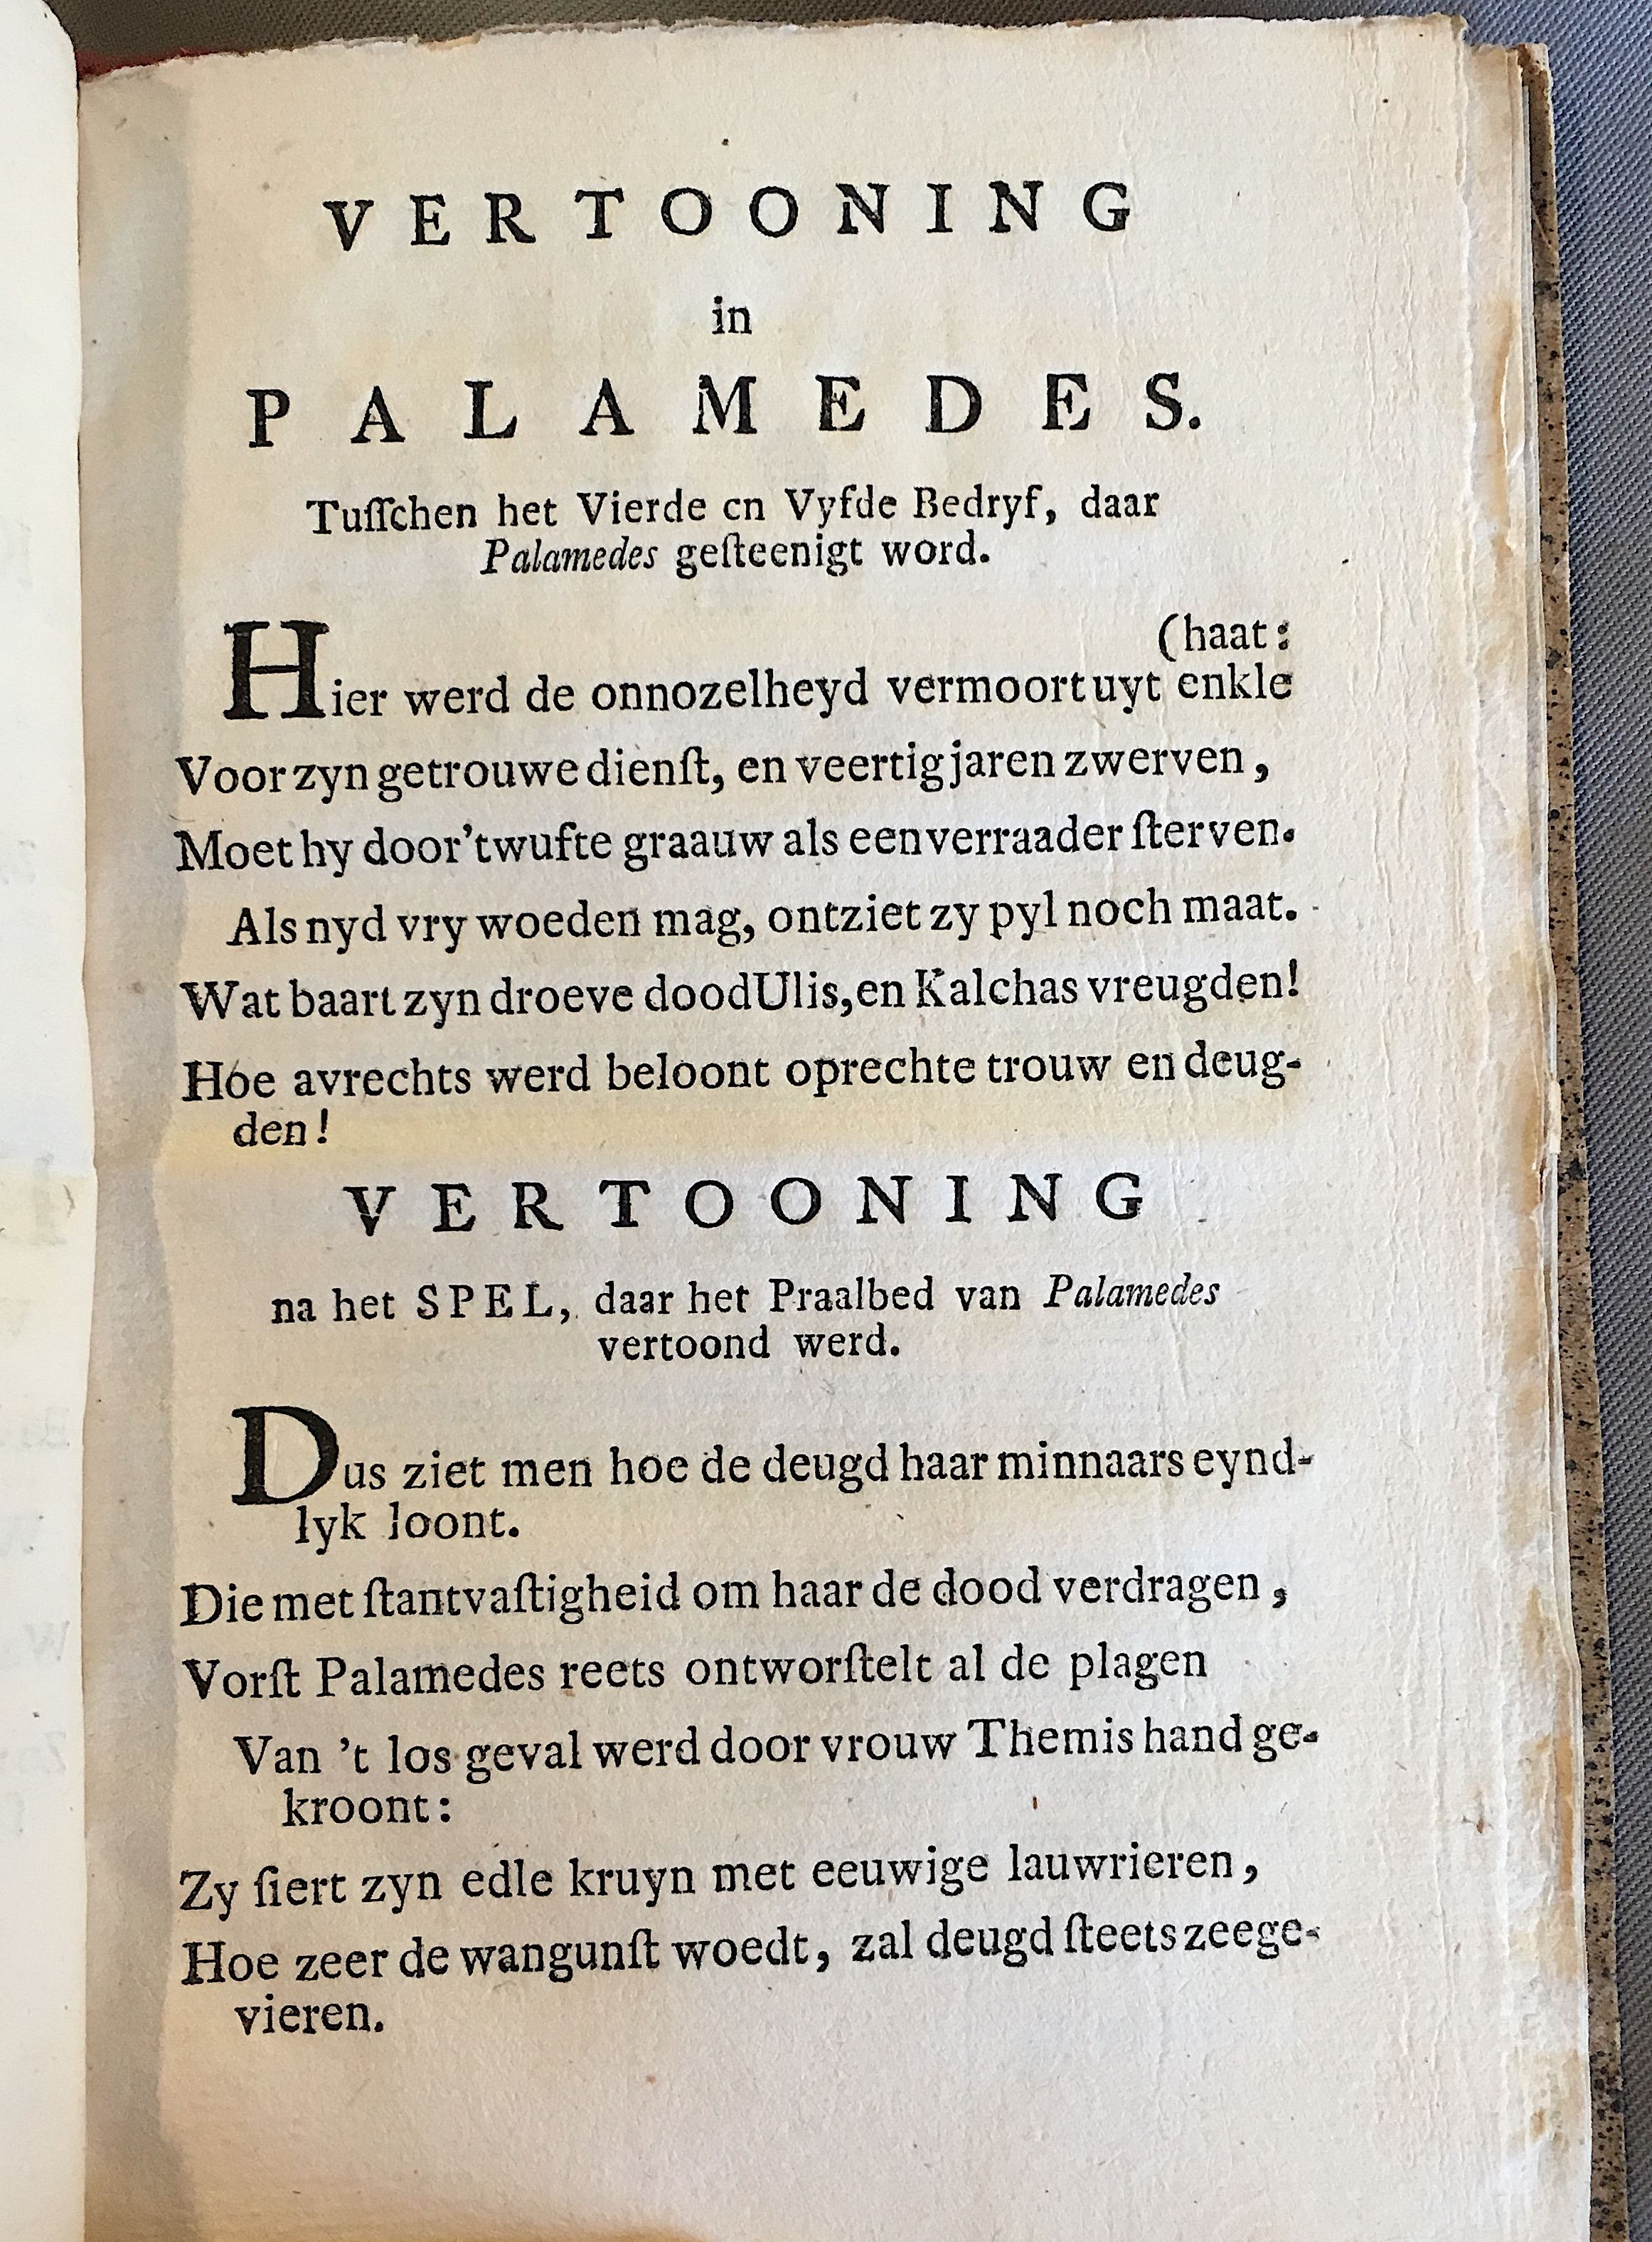 VERTOONING
in
PALAMEDES.
Tuſſchen het Vierde en Vyfde Bedryf, daar
Palamedes geſteenigt word.
(haat:
Hier werd de onnozelheyd vermoort uyt enkle
Voor zyn getrouwe dienſt, en veertig jaren zwerven,
Moet hy door 't wufte graauw als een verraader ſterven.
Als nyd vry woeden mag, ontziet zy pyl noch maat.
Wat baart zyn droeve dood Ulis, en Kalchas vreugden!
Hoe avrechts werd beloont oprechte trouw en deug-
den!
VERTOONING
na het SPEL, daar het Praalbed van Palamedes
vertoond werd.
Dus ziet men hoe de deugd haar minnaars eynd-
lyk loont.
Die met ſtantvaſtigheid om haar de dood verdragen,
Vorſt Palamedes reets ontworſtelt al de plagen
Van 't los geval werd door vrouw Themis hand ge-
kroont:
Zy ſiert zyn edle kruyn met eeuwige lauwrieren,
Hoe zeer de wangunſt woedt, zal deugd ſteets zeege-
vieren.